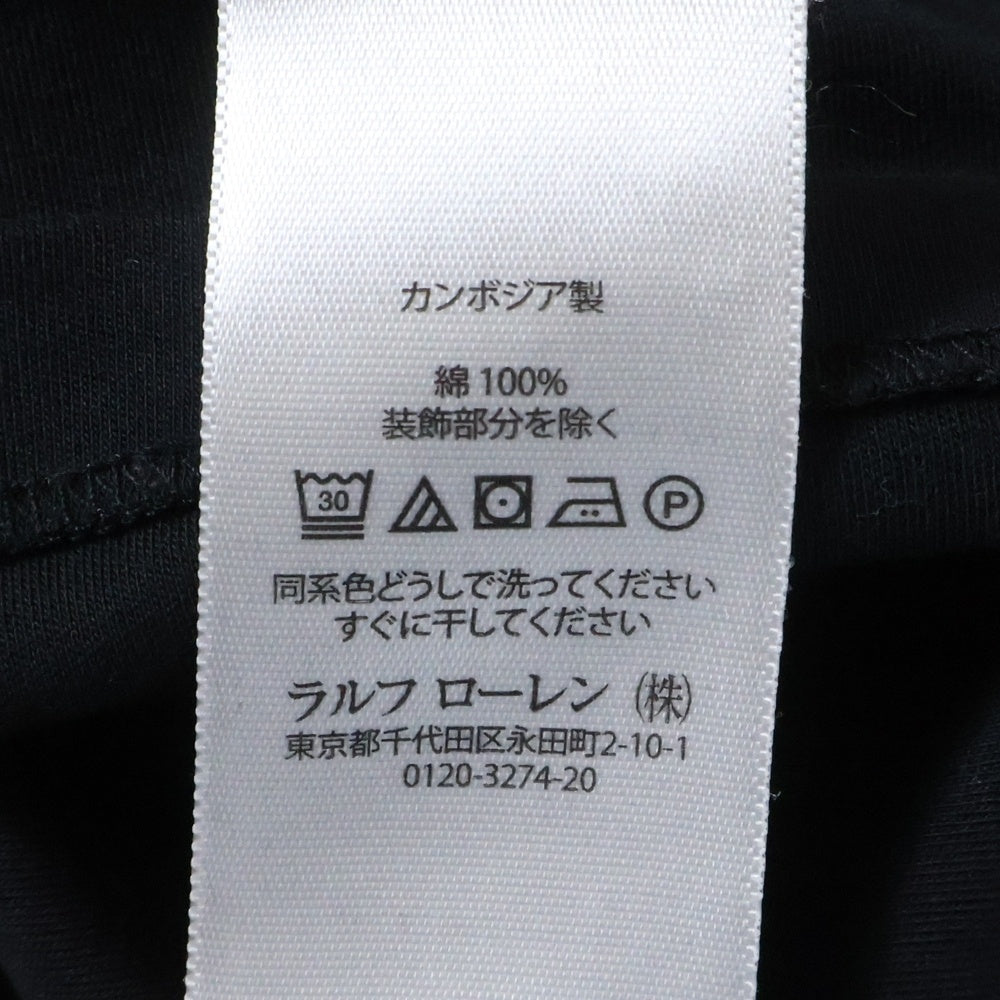 カンボジア製
綿 100%
装飾部分を除く
30 P
同系色どうしで洗ってください
すぐに干してください
ラルフ ローレン ㈱
東京都千代田区永田町2-10-1
0120-3274-20